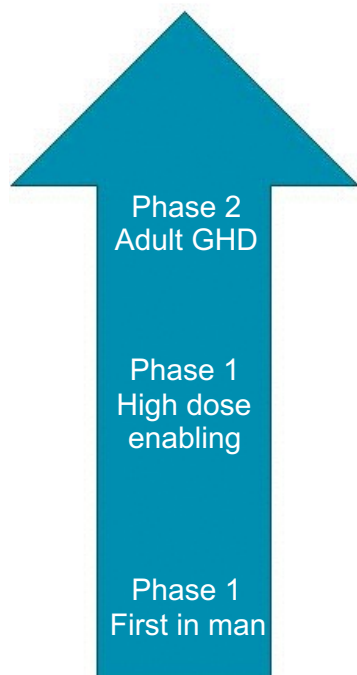 Phase 2
Adult GHD
Phase 1
High dose
enabling
Phase 1
First in man